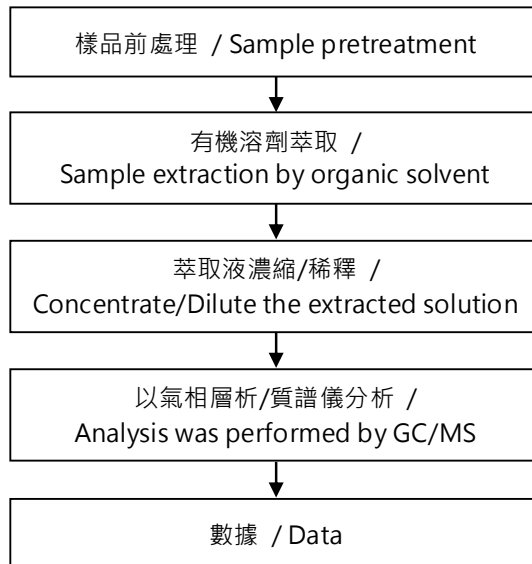 樣品前處理 / Sample pretreatment
有機溶劑萃取 /
Sample extraction by organic solvent
萃取液濃縮/稀釋 /
Concentrate/Dilute the extracted solution
以氣相層析/質譜儀分析 /
Analysis was performed by GC/MS
數據 / Data